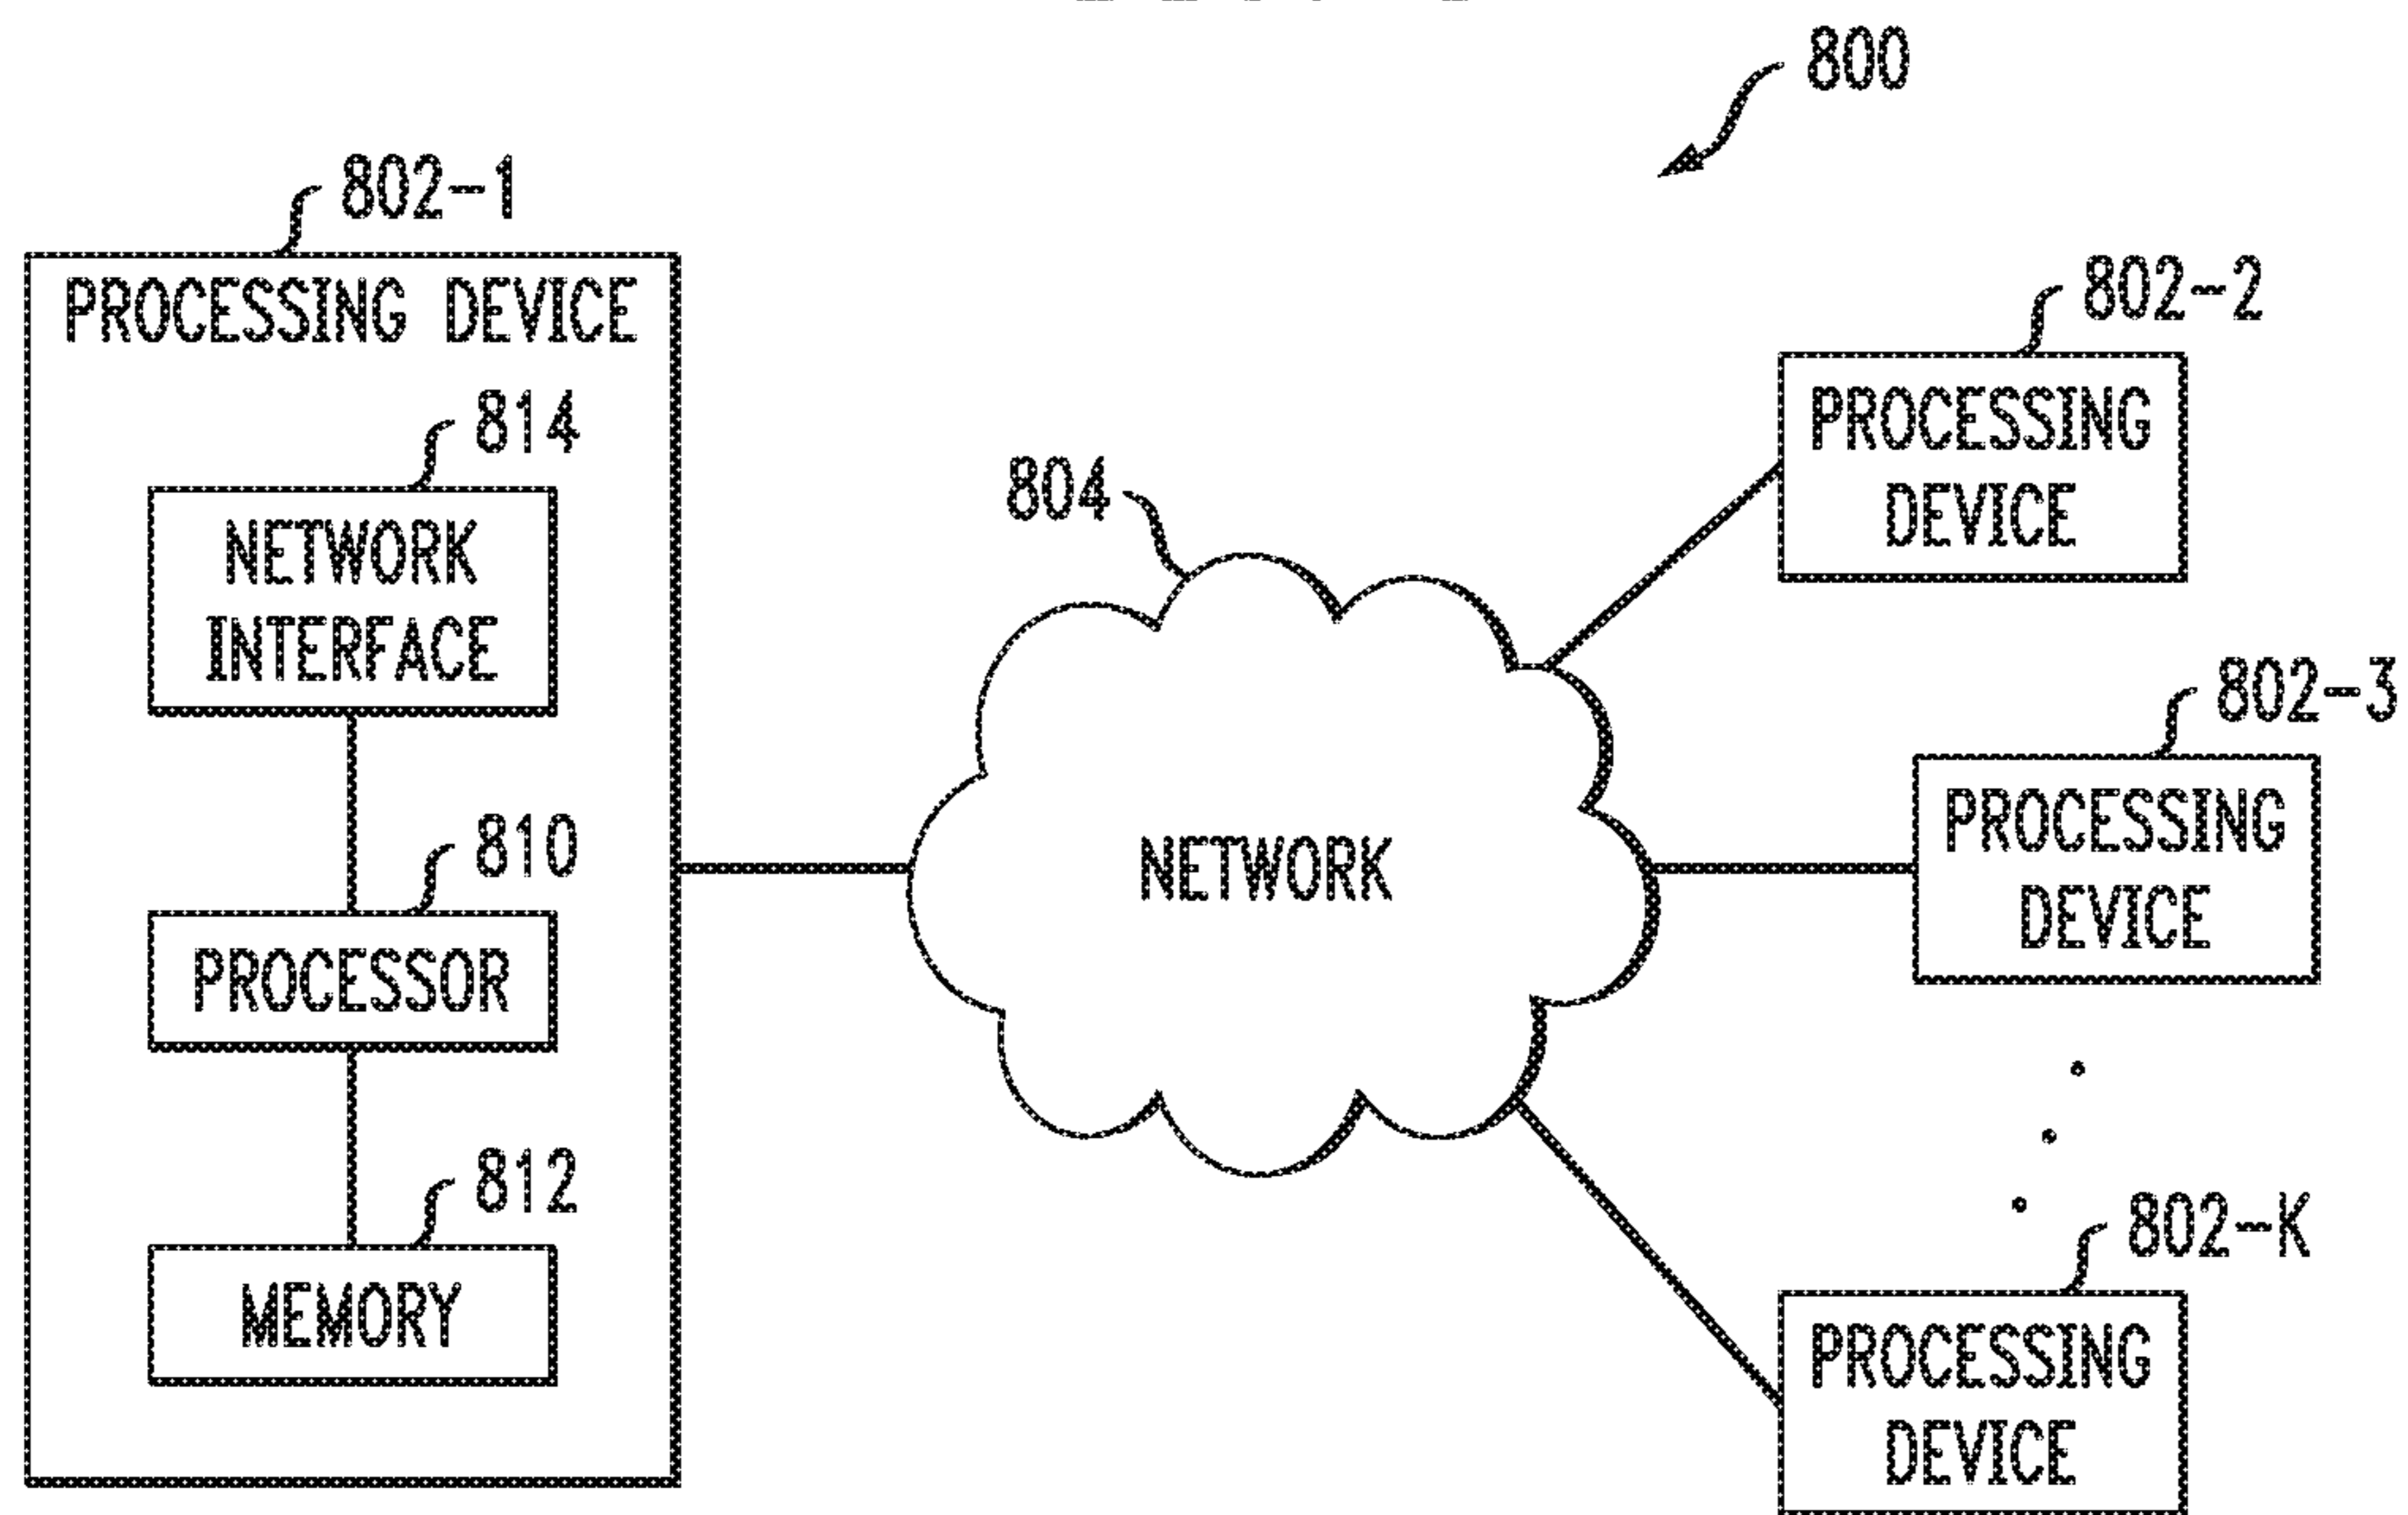 800
802-1
PROCESSING DEVICE
814
NETWORK
INTERFACE
810
PROCESSOR
812
MEMORY
804
NETWORK
802-2
PROCESSING
DEVICE
802-3
PROCESSING
DEVICE
802-K
PROCESSING
DEVICE